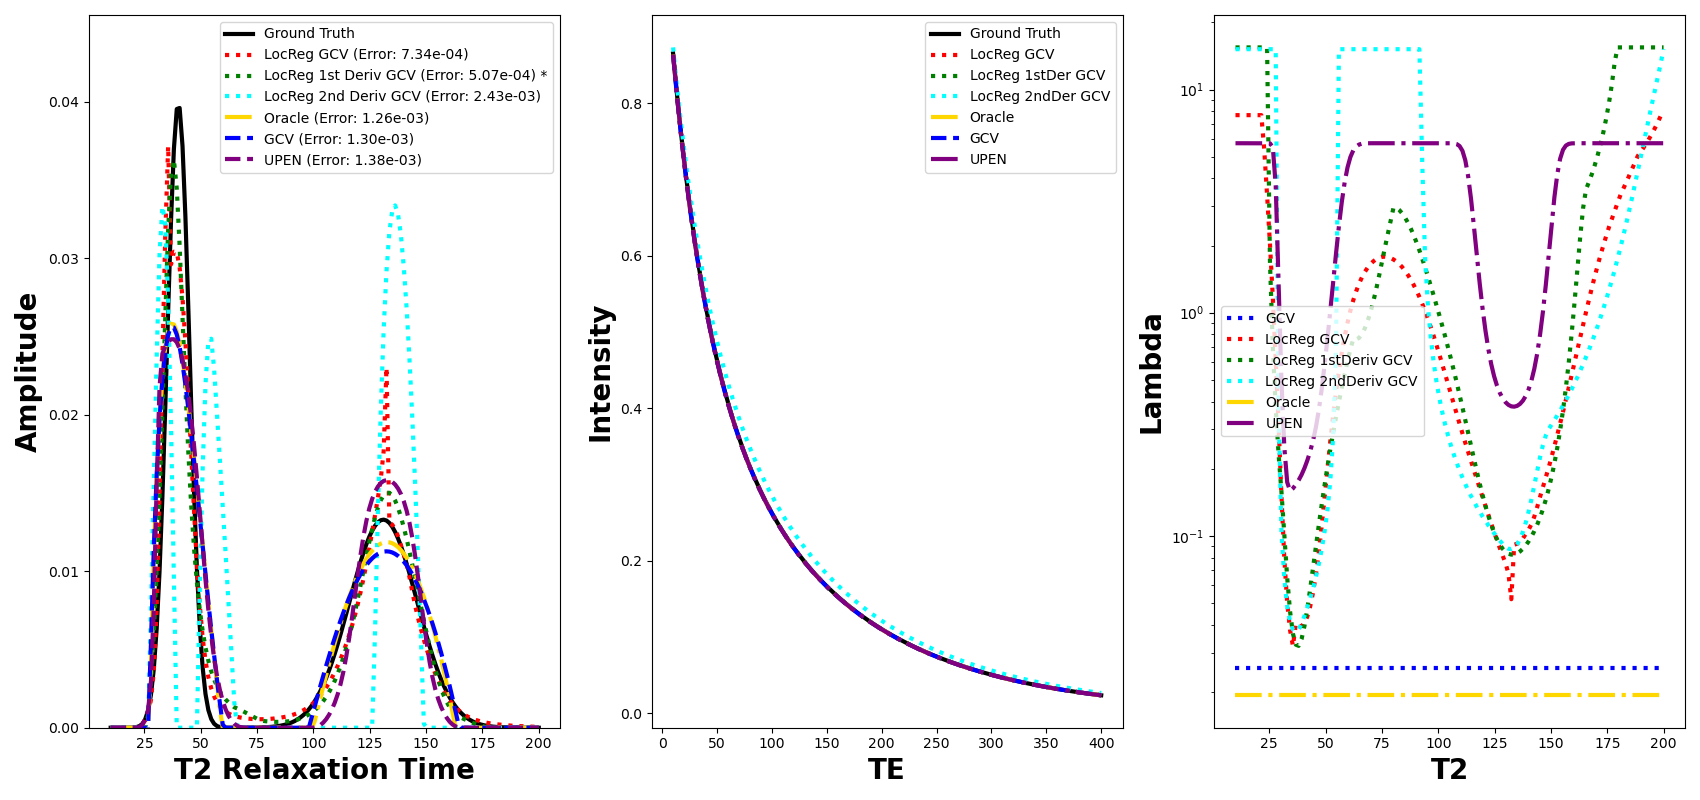 Ground Truth
LocReg GCV (Error: 7.34e-04)
LocReg 1st Deriv GCV (Error: 5.07e-04) *
LocReg 2nd Deriv GCV (Error: 2.43e-03)
Oracle (Error: 1.26e-03)
GCV (Error: 1.30e-03)
UPEN (Error: 1.38e-03)
Amplitude
0.04
0.03
0.02
0.01
0.00
25 50 75 100 125 150 175 200
T2 Relaxation Time
Ground Truth
LocReg GCV
LocReg 1stDer GCV
LocReg 2ndDer GCV
Oracle
GCV
UPEN
Intensity
0.8
0.6
0.4
0.2
0.0
0 50 100 150 200 250 300 350 400
TE
Lambda
10¹
10⁰
10⁻¹
GCV
LocReg GCV
LocReg 1stDeriv GCV
LocReg 2ndDeriv GCV
Oracle
UPEN
25 50 75 100 125 150 175 200
T2